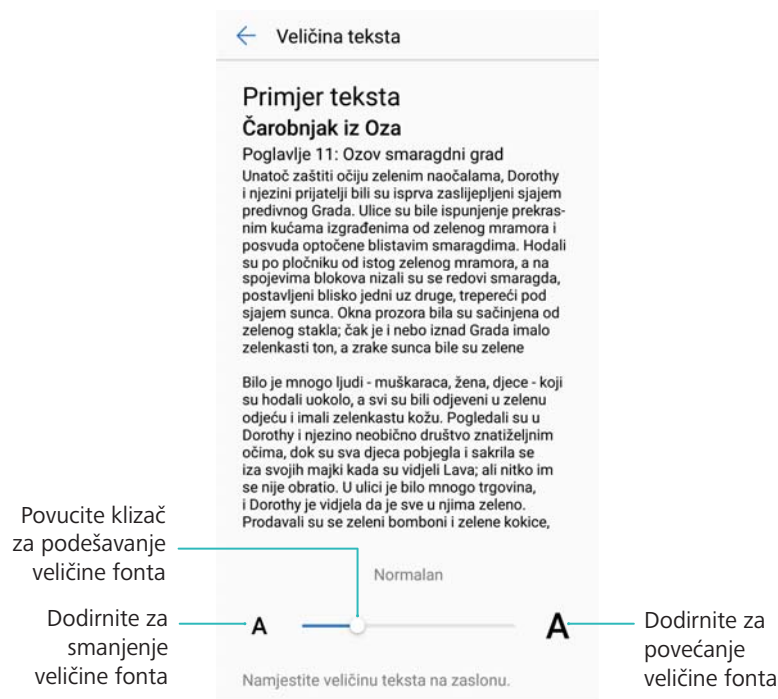 Veličina teksta
Primjer teksta
Čarobnjak iz Oza
Poglavlje 11: Ozov smaragdni grad
Unatoč zaštiti očiju zelenim naočalama, Dorothy
i njezini prijatelji bili su isprva zaslijepljeni sjajem
predivnog Grada. Ulice su bile ispunjenje prekras-
nim kućama izgrađenima od zelenog mramora i
posvuda optočene blistavim smaragdima. Hodali
su po pločniku od istog zelenog mramora, a na
spojevima blokova nizali su se redovi smaragda,
postavljeni blisko jedni uz druge, trepereći pod
sjajem sunca. Okna prozora bila su sačinjena od
zelenog stakla; čak je i nebo iznad Grada imalo
zelenkasti ton, a zrake sunca bile su zelene
Bilo je mnogo ljudi - muškaraca, žena, djece - koji
su hodali uokolo, a svi su bili odjeveni u zelenu
odjeću i imali zelenkastu kožu. Pogledali su u
Dorothy i njezino neobično društvo znatiželjnim
očima, dok su sva djeca pobjegla i sakrila se
iza svojih majki kada su vidjeli Lava; ali nitko im
se nije obratio. U ulici je bilo mnogo trgovina,
i Dorothy je vidjela da je sve u njima zeleno.
Prodavali su se zeleni bomboni i zelene kokice,
Povucite klizač
za podešavanje
veličine fonta
Normalan
Dodirnite za
smanjenje
veličine fonta
A
A
Dodirnite za
povećanje
veličine fonta
Namjestite veličinu teksta na zaslonu.